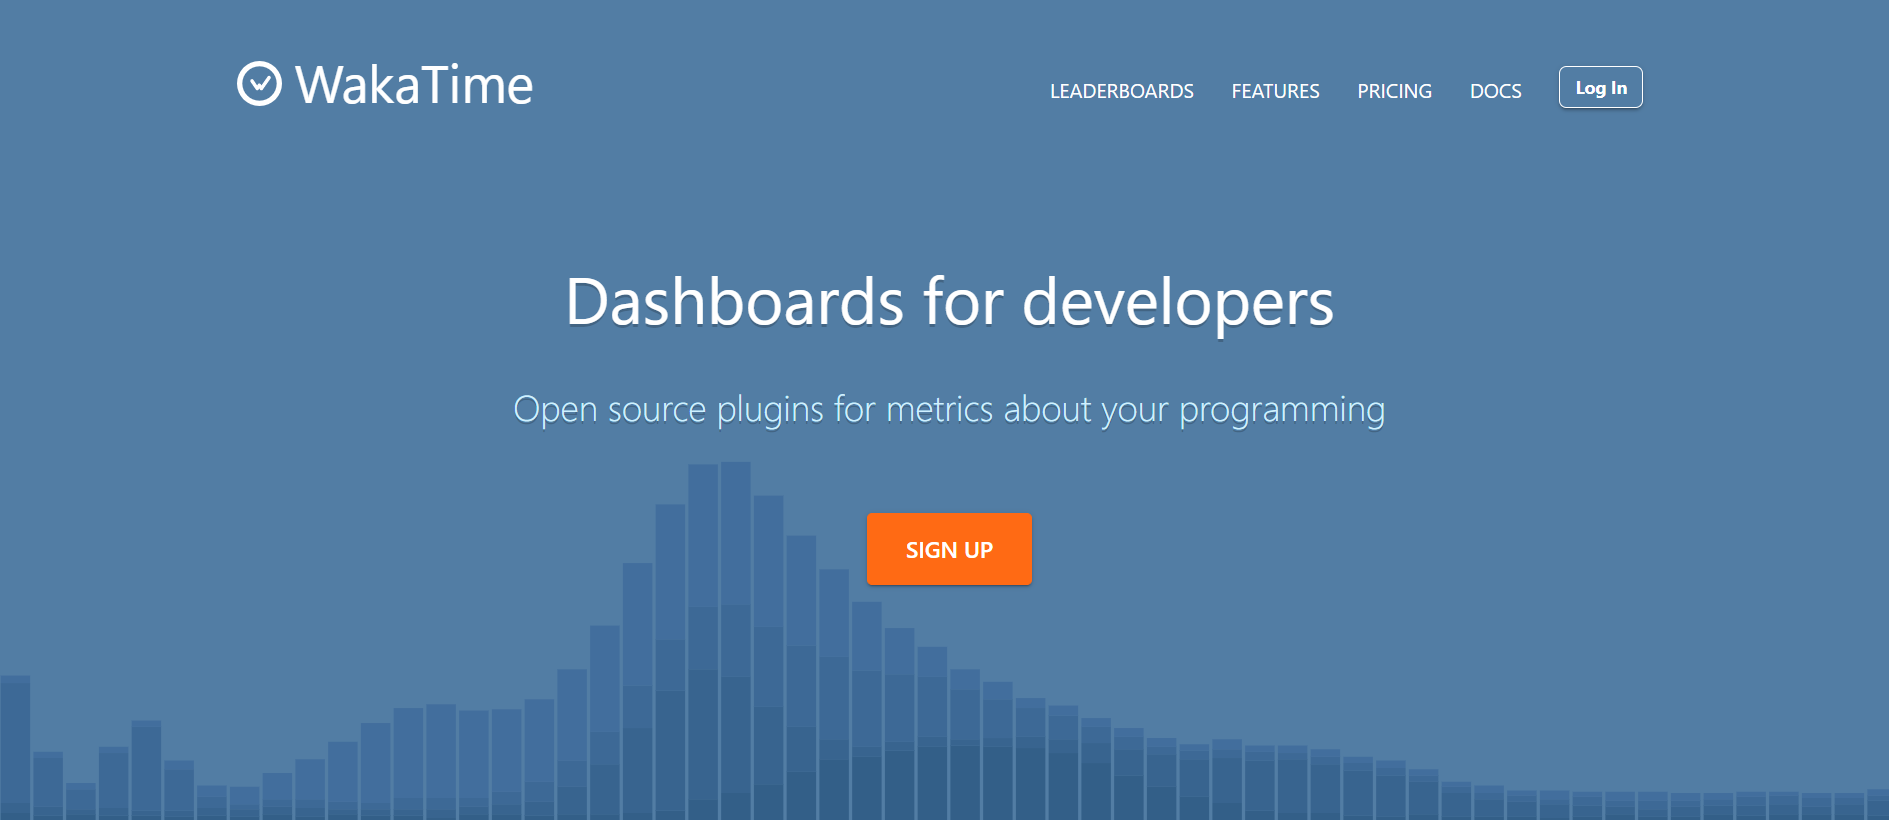 WakaTime
LEADERBOARDS FEATURES PRICING DOCS Log In
Dashboards for developers
Open source plugins for metrics about your programming
SIGN UP